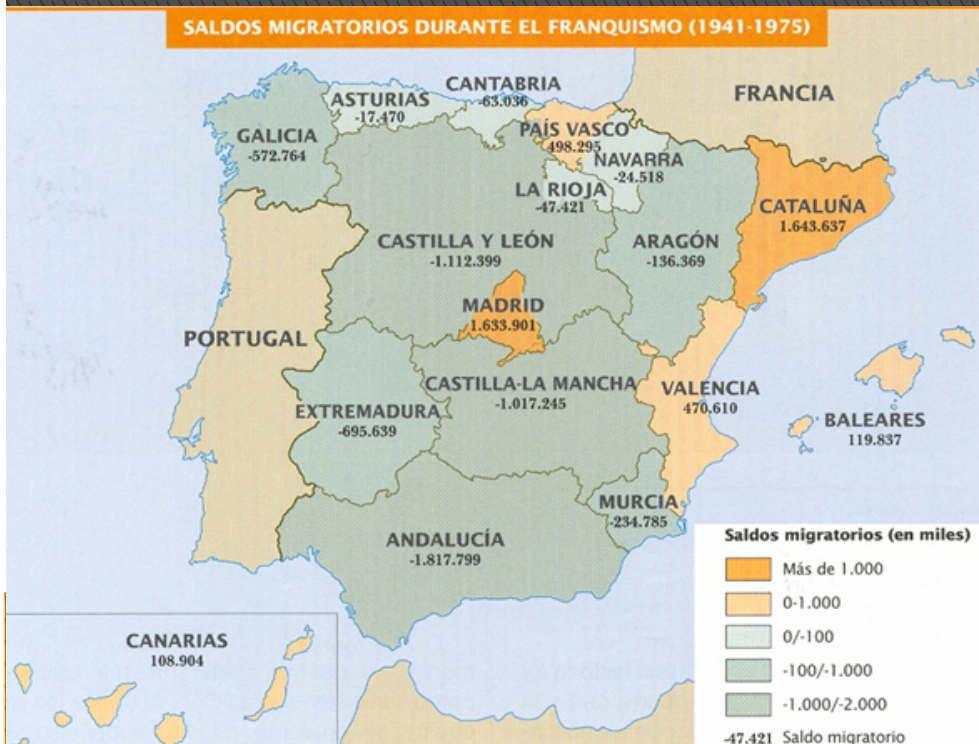 SALDOS MIGRATORIOS DURANTE EL FRANQUISMO (1941-1975)
CANTABRIA
-63.036
ASTURIAS
-17.470
FRANCIA
GALICIA
-572.764
PAÍS VASCO
498.295
NAVARRA
-24.518
LA RIOJA
-47.421
CATALUÑA
1.643.637
CASTILLA Y LEÓN
-1.112.399
ARAGÓN
-136.369
MADRID
1.633.901
PORTUGAL
CASTILLA-LA MANCHA
-1.017.245
VALENCIA
470.610
EXTREMADURA
-695.639
BALEARES
119.837
MURCIA
-234.785
ANDALUCÍA
-1.817.799
CANARIAS
108.904
Saldos migratorios (en miles)
Más de 1.000
0-1.000
0/-100
-100/-1.000
-1.000/-2.000
-47.421 Saldo migratorio